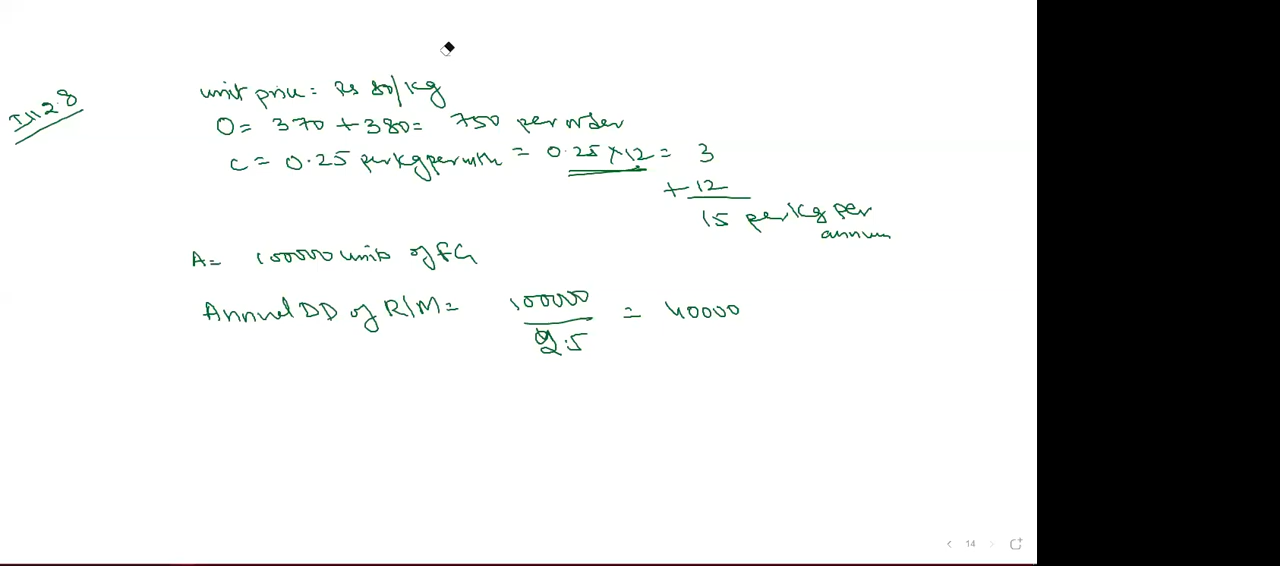 Ill 2.8
unit price = Rs 80/kg
O = 370 + 380 = 750 per order
C = 0.25 per kg per mth = 0.25 × 12 = 3
+ 12
15 per kg per annum
A = 100000 units of FG
Annual DD of R/M = 100000 / 2.5 = 40000
14